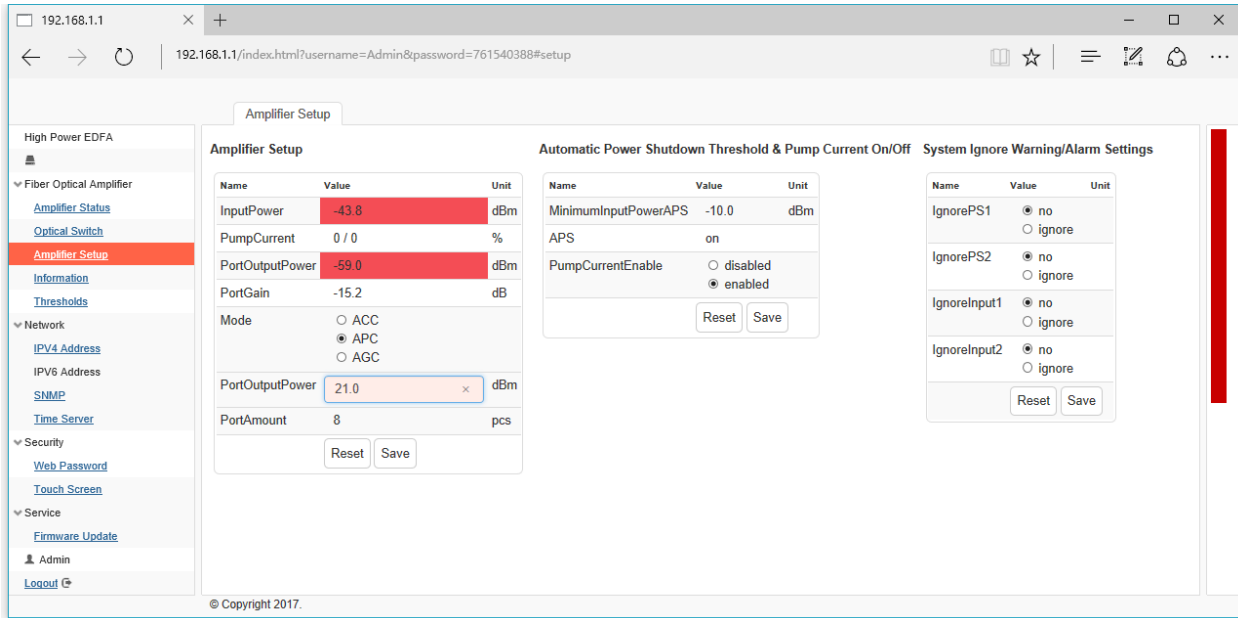 192.168.1.1
192.168.1.1/index.html?username=Admin&password=761540388#setup
Amplifier Setup
High Power EDFA
Fiber Optical Amplifier
Amplifier Status
Optical Switch
Amplifier Setup
Information
Thresholds
Network
IPV4 Address
IPV6 Address
SNMP
Time Server
Security
Web Password
Touch Screen
Service
Firmware Update
Admin
Logout
Amplifier Setup
Name Value Unit
InputPower -43.8 dBm
PumpCurrent 0 / 0 %
PortOutputPower -59.0 dBm
PortGain -15.2 dB
Mode ACC
APC
AGC
PortOutputPower 21.0 dBm
PortAmount 8 pcs
Reset Save
Automatic Power Shutdown Threshold & Pump Current On/Off
Name Value Unit
MinimumInputPowerAPS -10.0 dBm
APS on
PumpCurrentEnable disabled
enabled
Reset Save
System Ignore Warning/Alarm Settings
Name Value Unit
IgnorePS1 no
ignore
IgnorePS2 no
ignore
IgnoreInput1 no
ignore
IgnoreInput2 no
ignore
Reset Save
© Copyright 2017.